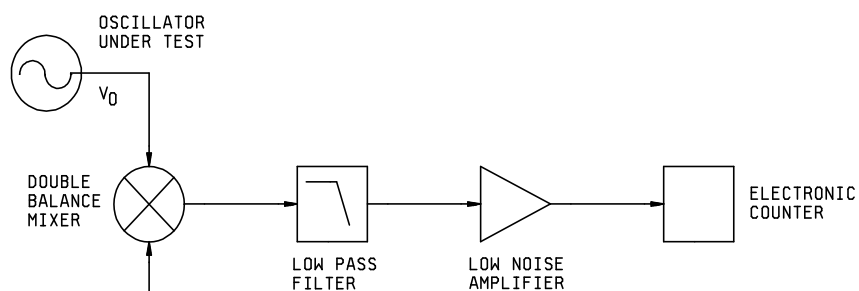 OSCILLATOR
UNDER TEST
V0
DOUBLE
BALANCE
MIXER
LOW PASS
FILTER
LOW NOISE
AMPLIFIER
ELECTRONIC
COUNTER